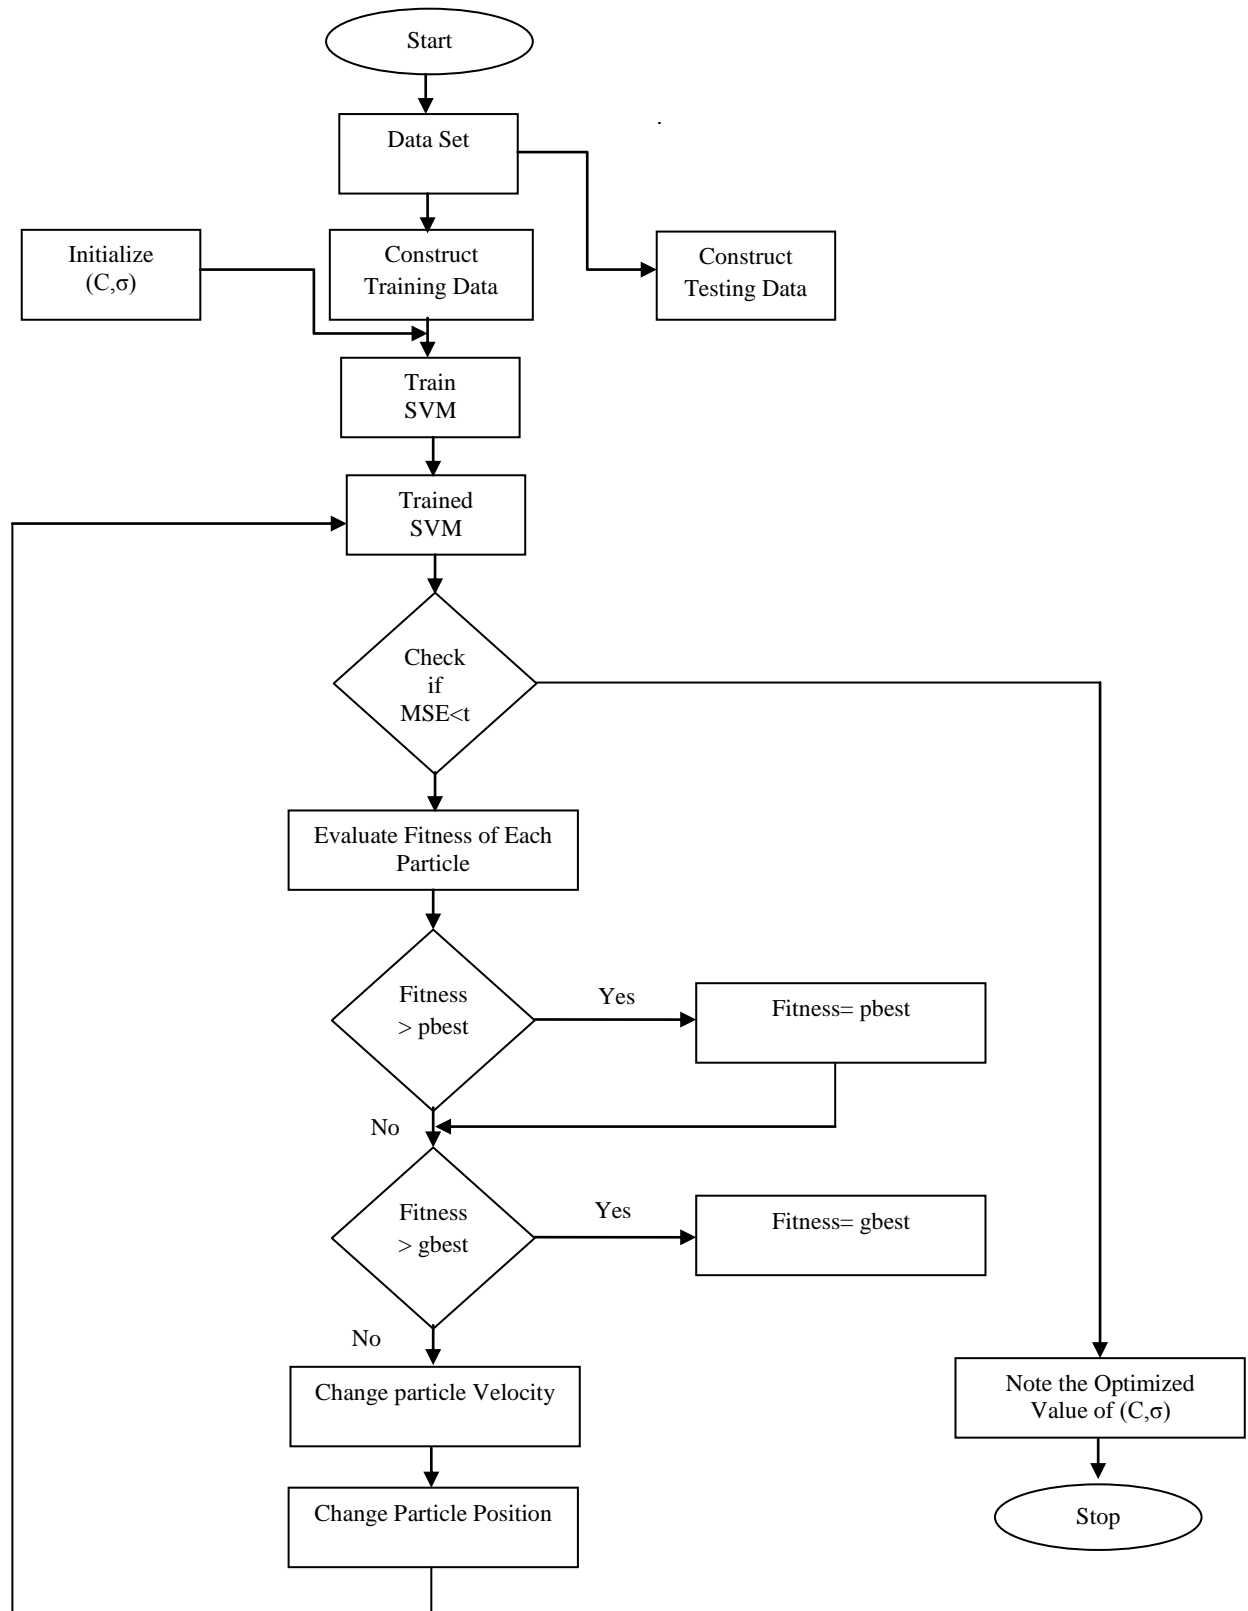 Start
Data Set
Initialize
(C,σ)
Construct
Training Data
Construct
Testing Data
Train
SVM
Trained
SVM
Check
if
MSE<t
Evaluate Fitness of Each
Particle
Fitness
> pbest
Yes
Fitness= pbest
No
Fitness
> gbest
Yes
Fitness= gbest
No
Change particle Velocity
Note the Optimized
Value of (C,σ)
Change Particle Position
Stop